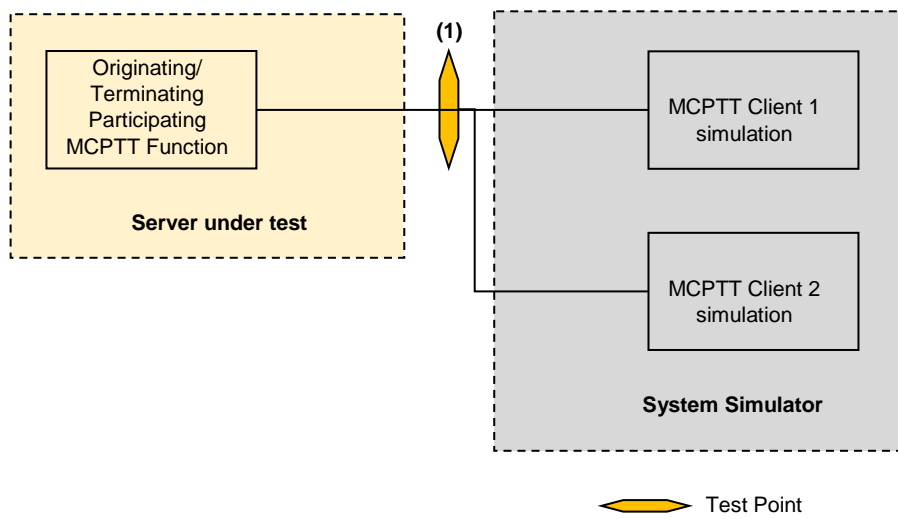 (1)
Originating/
Terminating
Participating
MCPTT Function
Server under test
MCPTT Client 1
simulation
MCPTT Client 2
simulation
System Simulator
Test Point